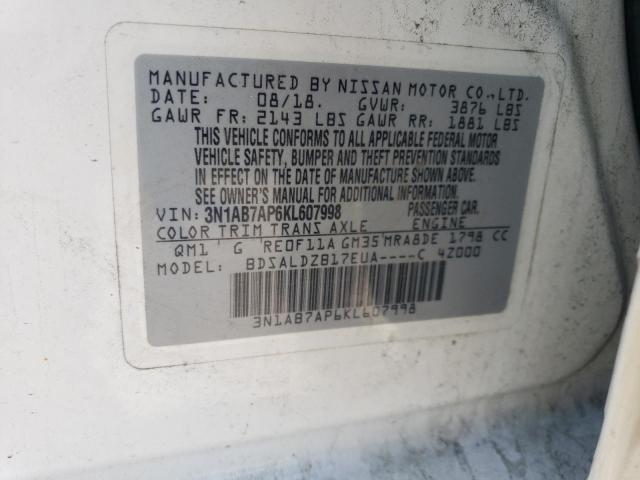 MANUFACTURED BY NISSAN MOTOR CO.,LTD.
DATE: 08/18. GVWR: 3876 LBS
GAWR FR: 2143 LBS GAWR RR: 1881 LBS
THIS VEHICLE CONFORMS TO ALL APPLICABLE FEDERAL MOTOR
VEHICLE SAFETY, BUMPER AND THEFT PREVENTION STANDARDS
IN EFFECT ON THE DATE OF MANUFACTURE SHOWN ABOVE.
SEE OWNER'S MANUAL FOR ADDITIONAL INFORMATION.
VIN: 3N1AB7AP6KL607998 PASSENGER CAR.
COLOR TRIM TRANS AXLE ENGINE
QM1 G RE0F11A GM35 MRA8DE 1798 CC
MODEL: BDSALDZB17EUA----C 4Z000
3N1AB7AP6KL607998